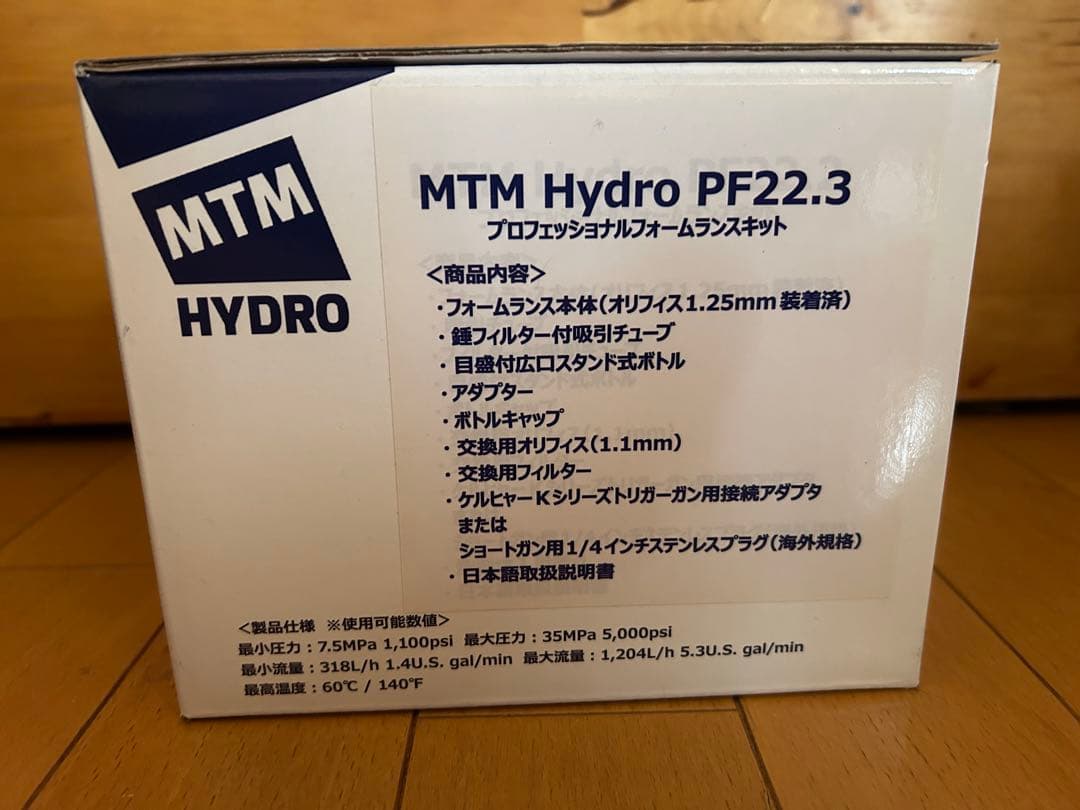 MTM
HYDRO
MTM Hydro PF22.3
プロフェッショナルフォームランスキット
<商品内容>
・フォームランス本体(オリフィス1.25mm装着済)
・錘フィルター付吸引チューブ
・目盛付広口スタンド式ボトル
・アダプター
・ボトルキャップ
・交換用オリフィス(1.1mm)
・交換用フィルター
・ケルヒャーKシリーズトリガーガン用接続アダプタ
または
ショートガン用1/4インチステンレスプラグ(海外規格)
・日本語取扱説明書
<製品仕様 ※使用可能数値>
最小圧力:7.5MPa 1,100psi 最大圧力:35MPa 5,000psi
最小流量:318L/h 1.4U.S. gal/min 最大流量:1,204L/h 5.3U.S. gal/min
最高温度:60℃ / 140℉